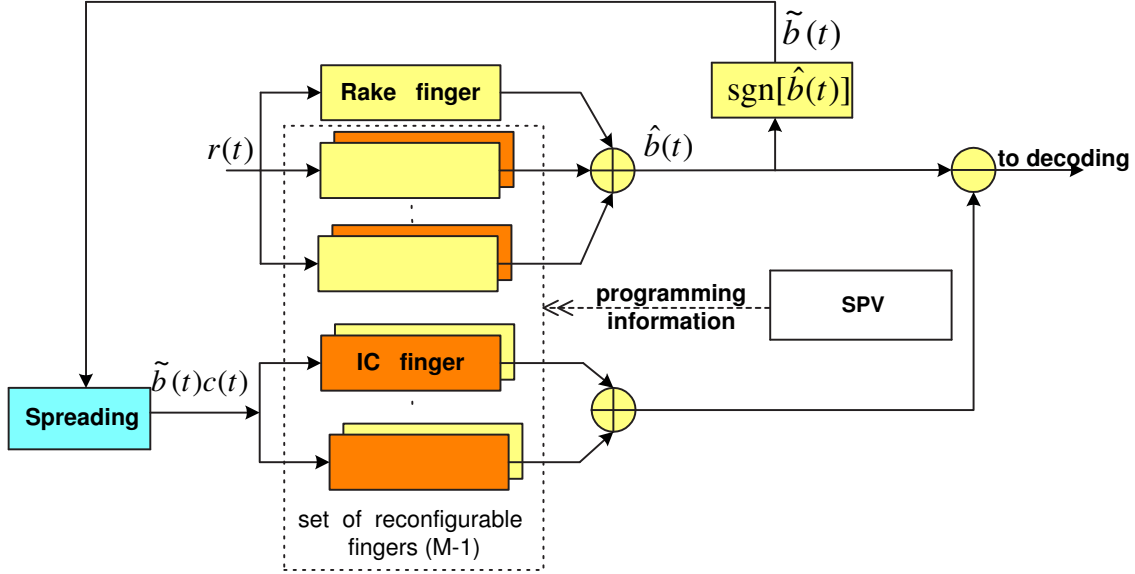 b̃(t)
Rake finger
sgn[b̂(t)]
r(t)
b̂(t)
to decoding
programming
information
SPV
b̃(t)c(t)
IC finger
Spreading
set of reconfigurable
fingers (M-1)